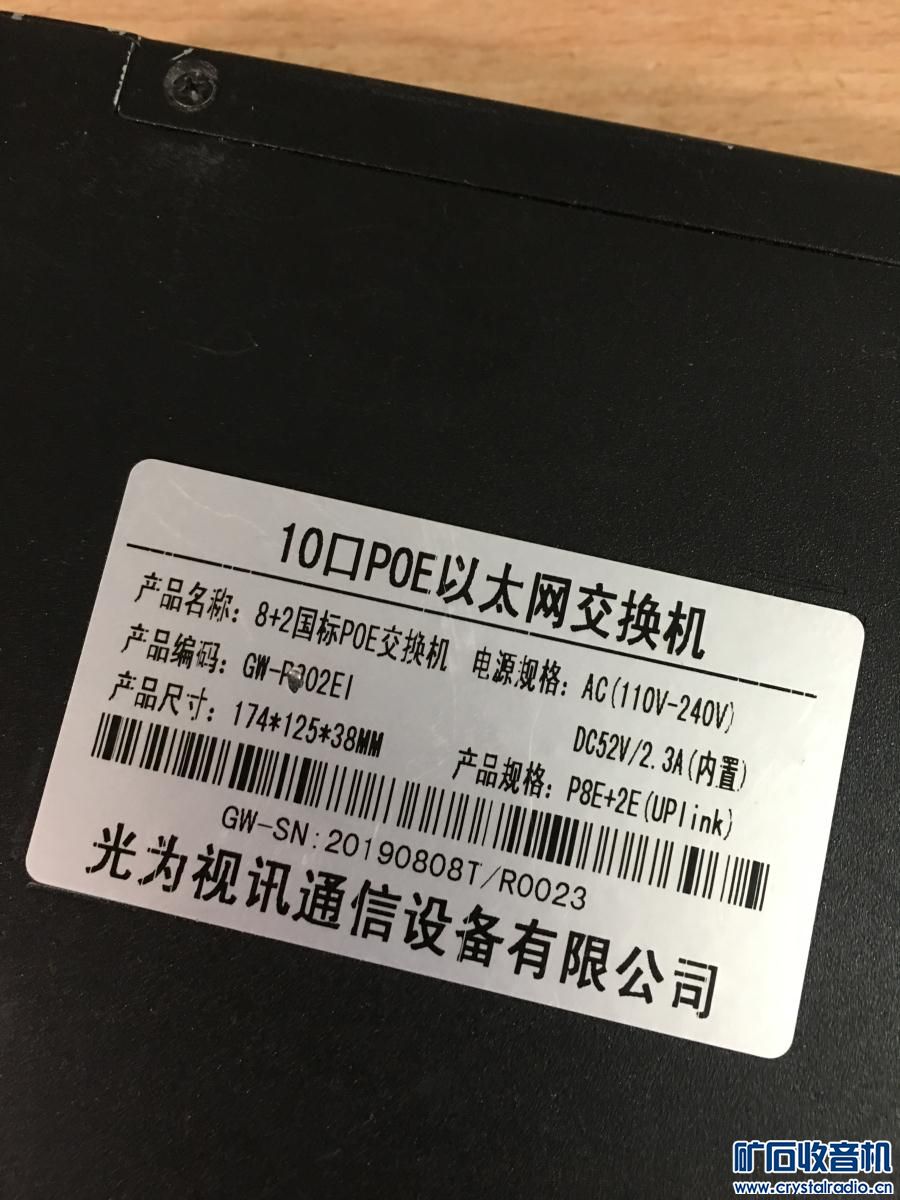 10口POE以太网交换机
产品名称：8+2国标POE交换机
电源规格：AC(110V-240V)
产品编码：
DC52V/2.3A(内置)
产品尺寸：174*125*38MM
产品规格：P8E+2E(UPlink)
GW-SN:20190808T/R0023
光为视讯通信设备有限公司
矿石收音机
www.crystalradio.cn